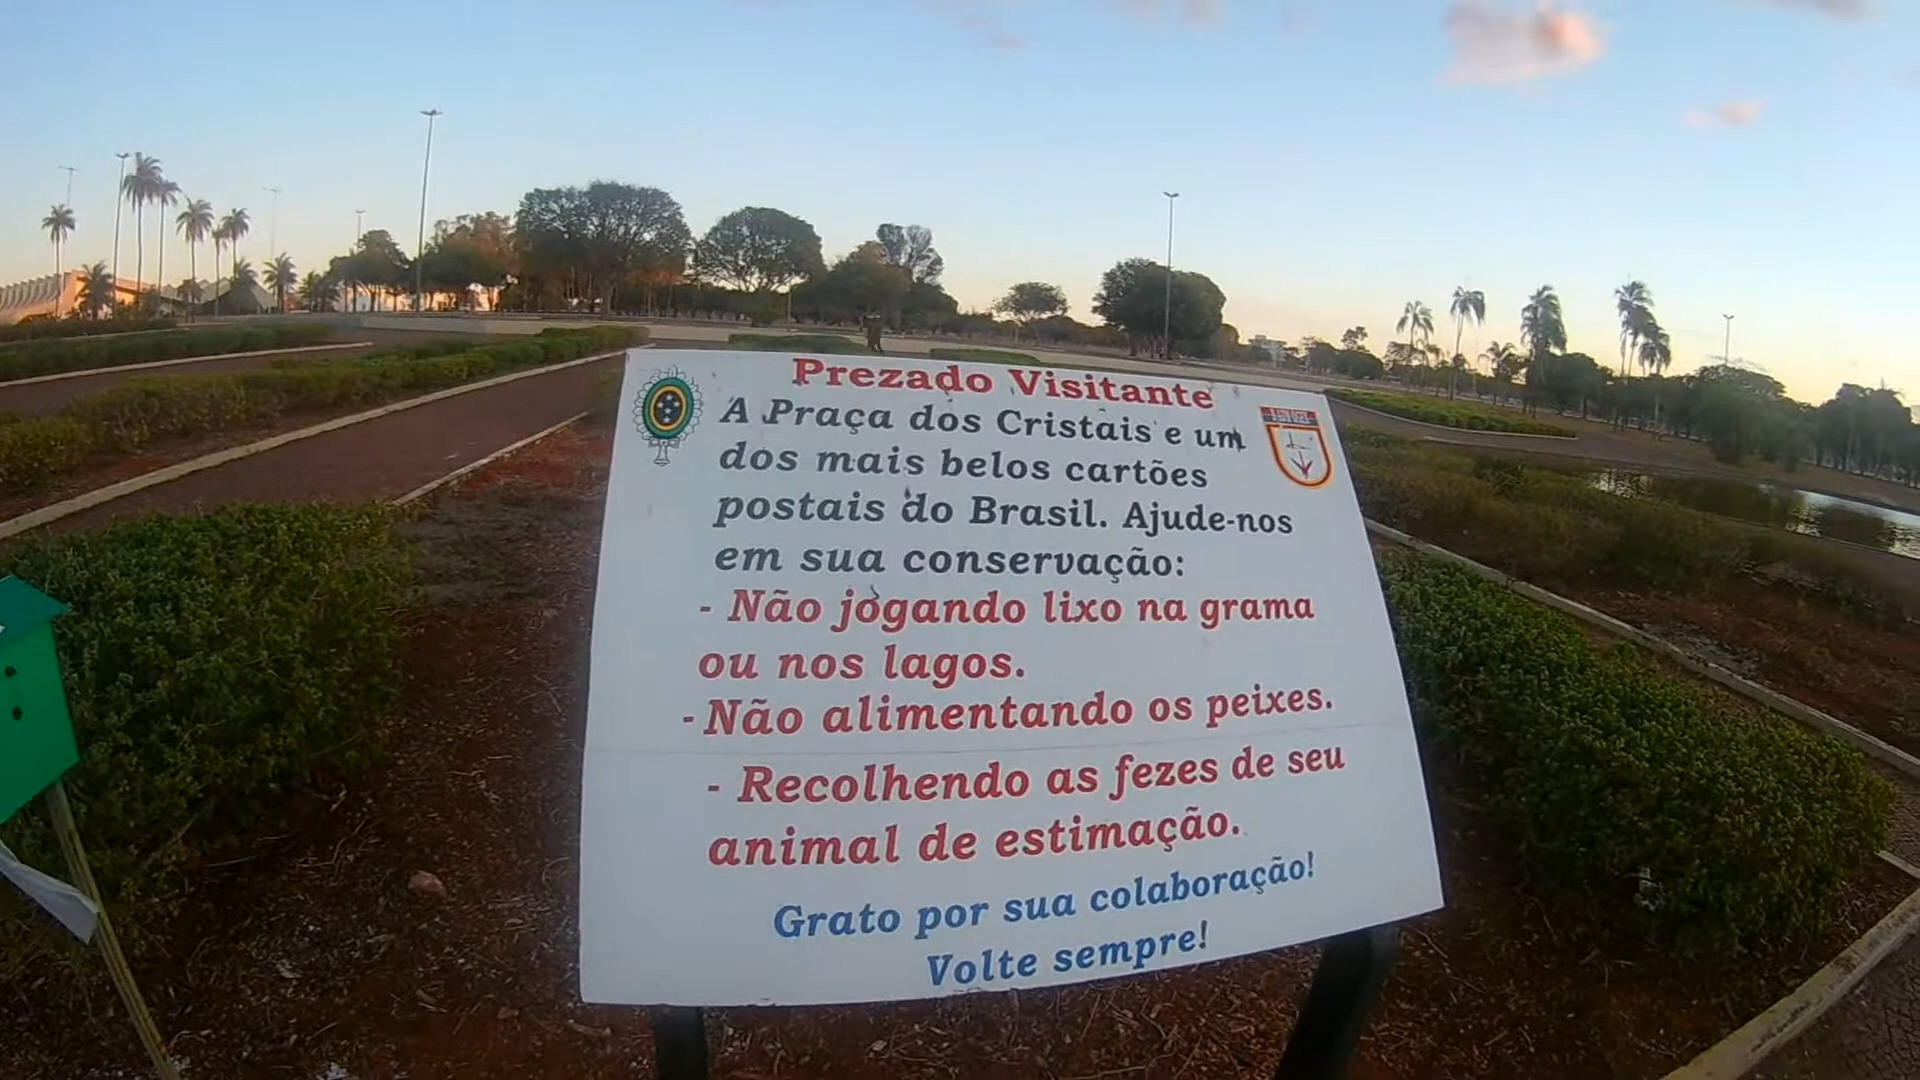 Prezado Visitante
A Praça dos Cristais e um
dos mais belos cartões
postais do Brasil. Ajude-nos
em sua conservação:
- Não jogando lixo na grama
ou nos lagos.
- Não alimentando os peixes.
- Recolhendo as fezes de seu
animal de estimação.
Grato por sua colaboração!
Volte sempre!